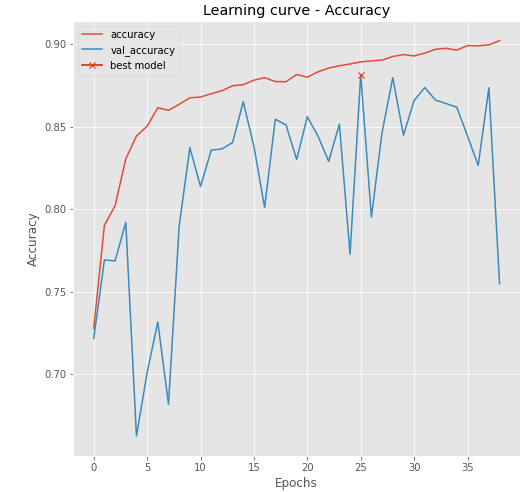 Learning curve - Accuracy
accuracy
val_accuracy
best model
0.90
0.85
0.80
0.75
0.70
Accuracy
0 5 10 15 20 25 30 35
Epochs